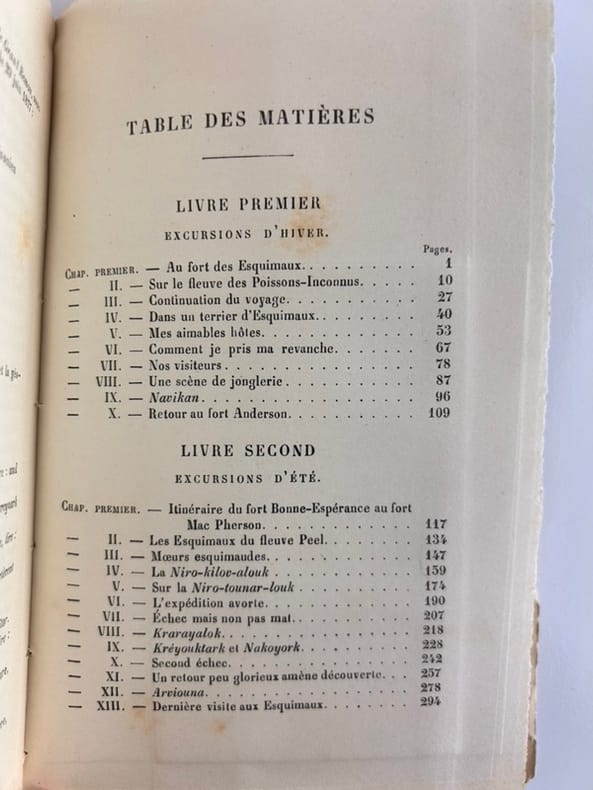 TABLE DES MATIÈRES
LIVRE PREMIER
EXCURSIONS D'HIVER.
Pages.
CHAP. PREMIER. — Au fort des Esquimaux. . . . . . . . . . 1
— II. — Sur le fleuve des Poissons-Inconnus. . . . . . 10
— III. — Continuation du voyage. . . . . . . . . . . 27
— IV. — Dans un terrier d'Esquimaux. . . . . . . . . 40
— V. — Mes aimables hôtes. . . . . . . . . . . . . 53
— VI. — Comment je pris ma revanche. . . . . . . . 67
— VII. — Nos visiteurs . . . . . . . . . . . . . . . 78
— VIII. — Une scène de jonglerie . . . . . . . . . . . 87
— IX. — Navikan. . . . . . . . . . . . . . . . . . 96
— X. — Retour au fort Anderson. . . . . . . . . . . 109
LIVRE SECOND
EXCURSIONS D'ÉTÉ.
CHAP. PREMIER. — Itinéraire du fort Bonne-Espérance au fort
Mac Pherson. . . . . . . . . . . . . 117
— II. — Les Esquimaux du fleuve Peel. . . . . . . . . 134
— III. — Mœurs esquimaudes. . . . . . . . . . . . . 147
— IV. — La Niro-kilov-alouk . . . . . . . . . . . . 159
— V. — Sur la Niro-tounar-louk . . . . . . . . . . 174
— VI. — L'expédition avorte. . . . . . . . . . . . . 190
— VII. — Échec mais non pas mat. . . . . . . . . . . 207
— VIII. — Krarayalok. . . . . . . . . . . . . . . . . 218
— IX. — Kréyouktark et Nakoyork. . . . . . . . . . . 228
— X. — Second échec. . . . . . . . . . . . . . . . 242
— XI. — Un retour peu glorieux amène découverte. . . 257
— XII. — Arviouna. . . . . . . . . . . . . . . . . . 278
— XIII. — Dernière visite aux Esquimaux. . . . . . . . 294